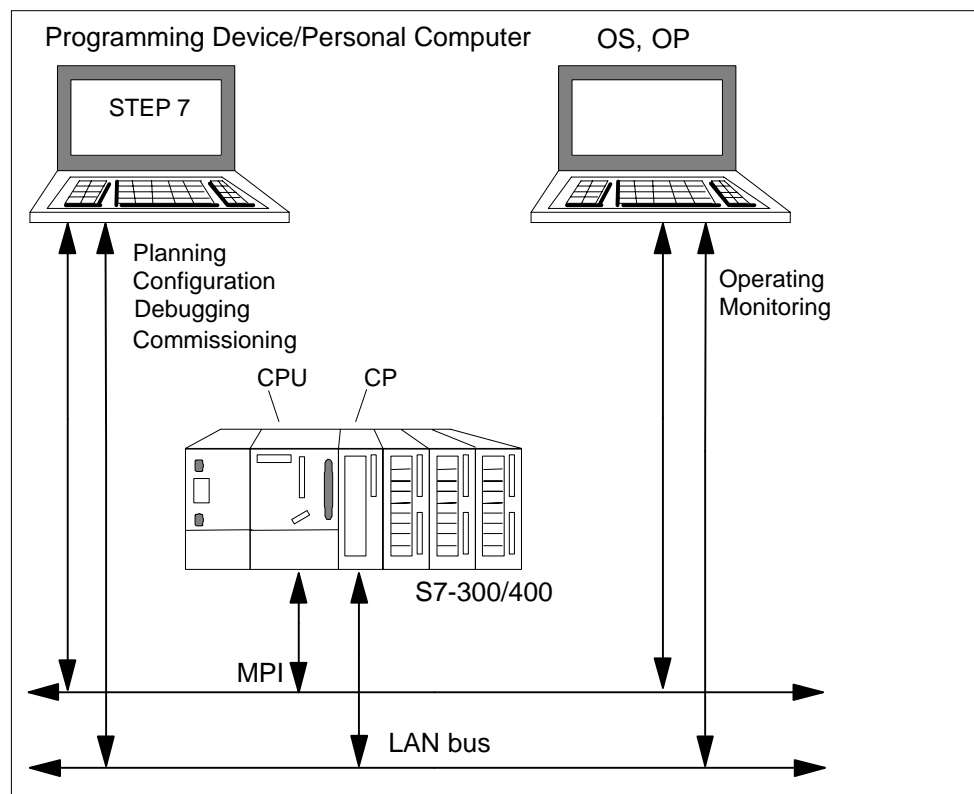 Programming Device/Personal Computer
OS, OP
STEP 7
Planning
Configuration
Debugging
Commissioning
Operating
Monitoring
CPU
CP
S7-300/400
MPI
LAN bus